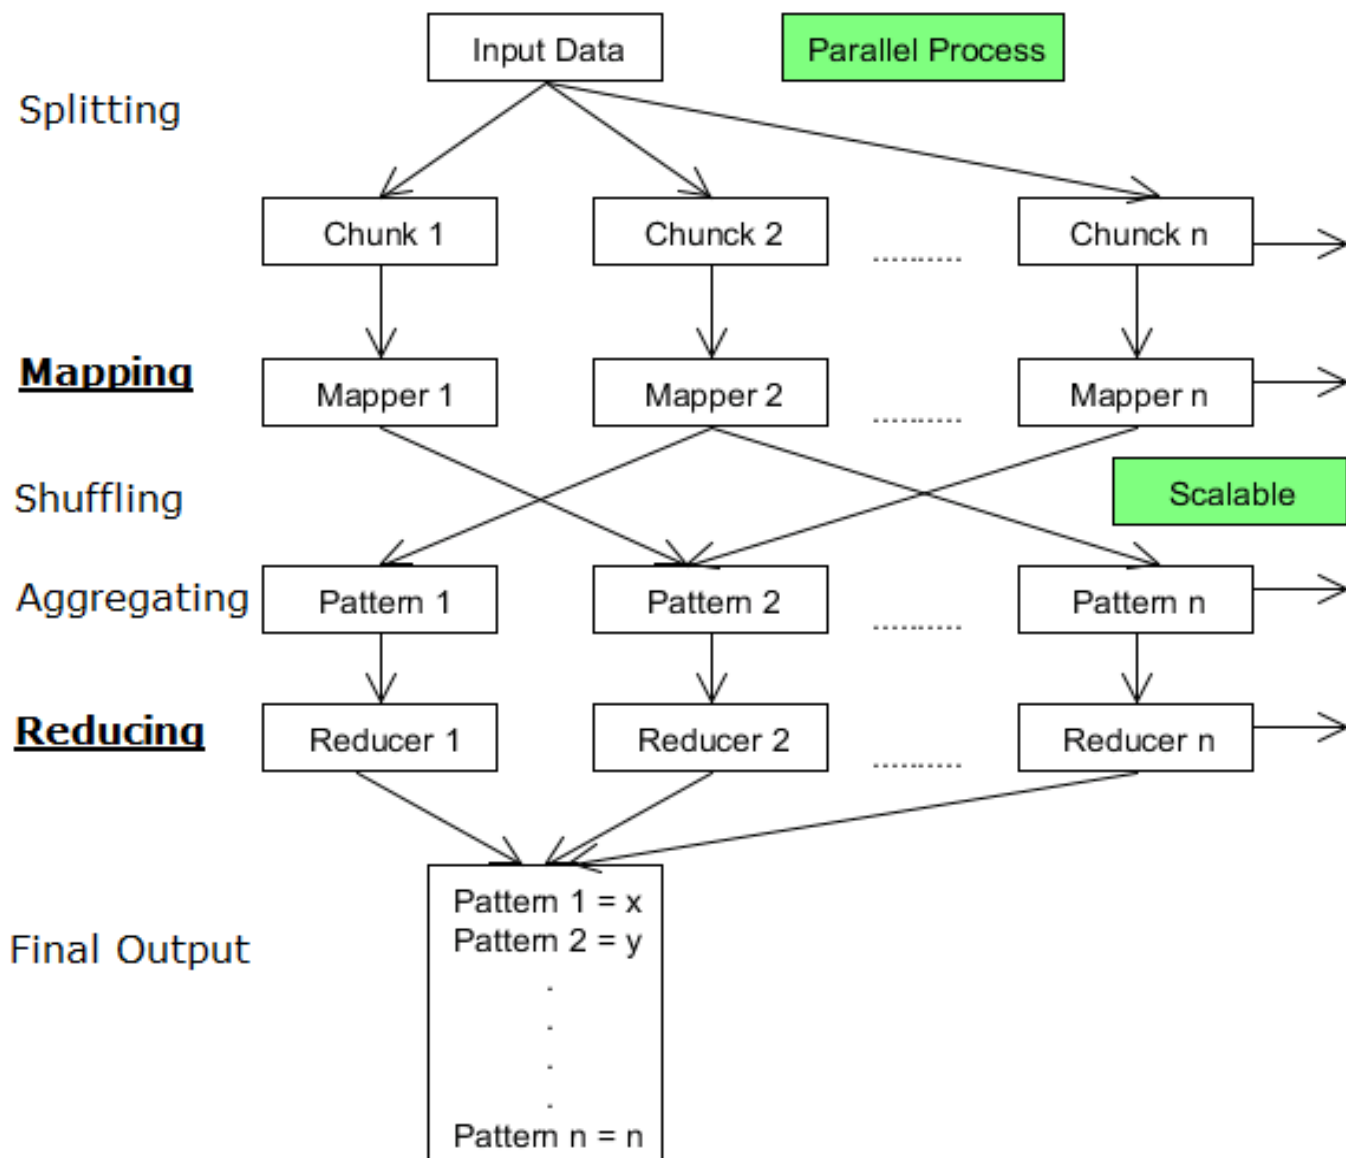 Input Data
Parallel Process
Splitting
Chunk 1
Chunck 2
..........
Chunck n
Mapping
Mapper 1
Mapper 2
..........
Mapper n
Shuffling
Scalable
Aggregating
Pattern 1
Pattern 2
..........
Pattern n
Reducing
Reducer 1
Reducer 2
..........
Reducer n
Final Output
Pattern 1 = x
Pattern 2 = y
.
.
.
.
Pattern n = n